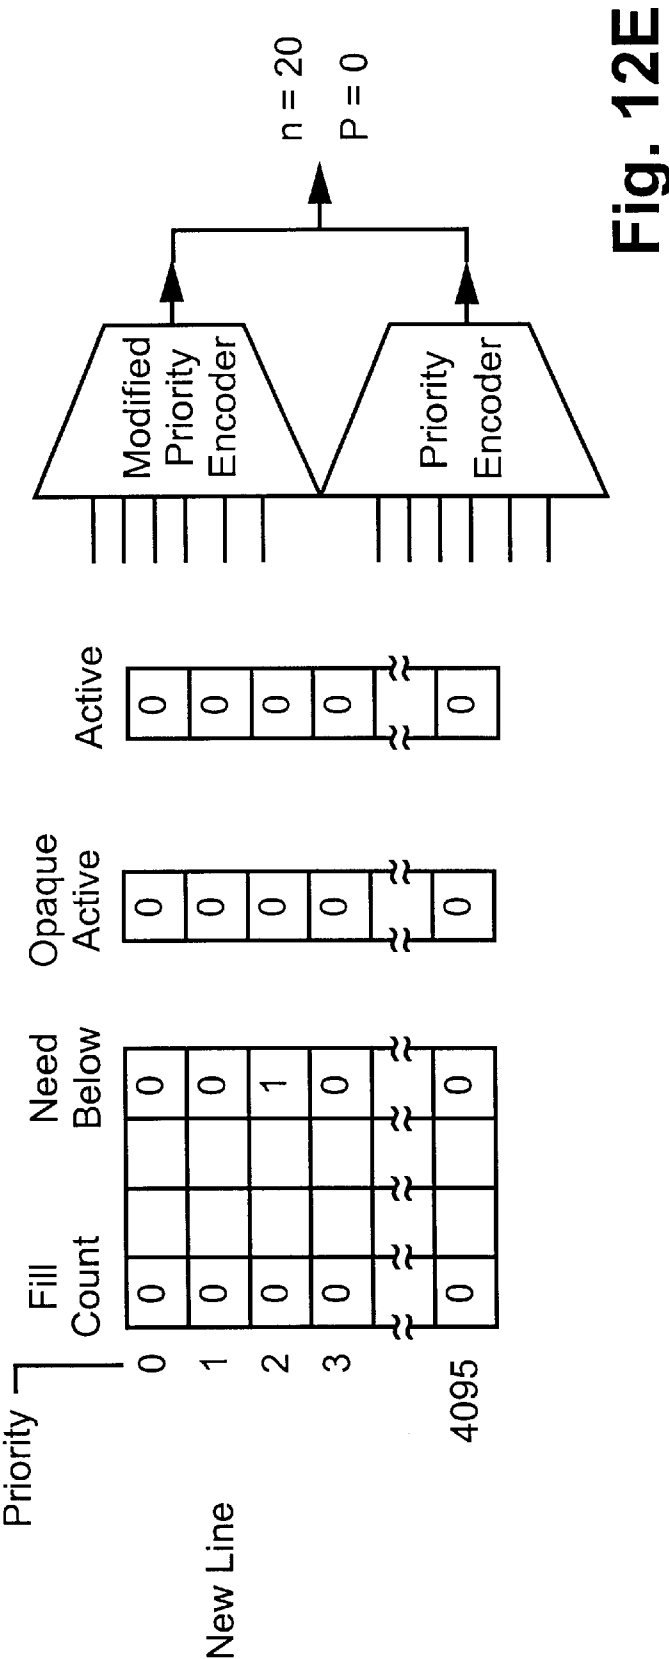 Priority
Fill
Count
Need
Below
Opaque
Active
Active
0 0 0 0 0
1 0 0 0 0
2 0 1 0 0
3 0 0 0 0
4095 0 0 0 0
New Line
Modified
Priority
Encoder
Priority
Encoder
n = 20
P = 0
Fig. 12E